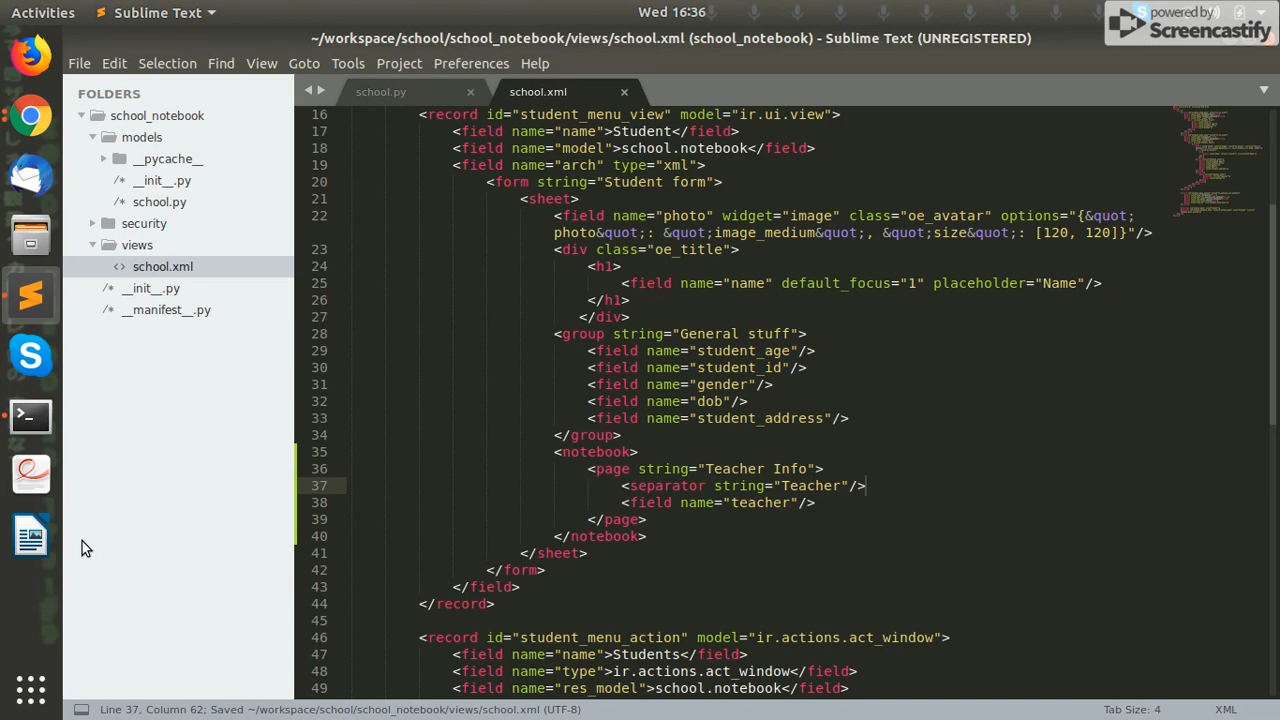 Activities
Sublime Text
Wed 16:36
powered by
Screencastify
~/workspace/school/school_notebook/views/school.xml (school_notebook) - Sublime Text (UNREGISTERED)
File Edit Selection Find View Goto Tools Project Preferences Help
FOLDERS
school_notebook
models
__pycache__
/* __init__.py
/* school.py
security
views
<> school.xml
/* __init__.py
/* __manifest__.py
school.py ×
school.xml ×
16 <record id="student_menu_view" model="ir.ui.view">
17 <field name="name">Student</field>
18 <field name="model">school.notebook</field>
19 <field name="arch" type="xml">
20 <form string="Student form">
21 <sheet>
22 <field name="photo" widget="image" class="oe_avatar" options="{&quot;
photo&quot;: &quot;image_medium&quot;, &quot;size&quot;: [120, 120]}"/>
23 <div class="oe_title">
24 <h1>
25 <field name="name" default_focus="1" placeholder="Name"/>
26 </h1>
27 </div>
28 <group string="General stuff">
29 <field name="student_age"/>
30 <field name="student_id"/>
31 <field name="gender"/>
32 <field name="dob"/>
33 <field name="student_address"/>
34 </group>
35 <notebook>
36 <page string="Teacher Info">
37 <separator string="Teacher"/>
38 <field name="teacher"/>
39 </page>
40 </notebook>
41 </sheet>
42 </form>
43 </field>
44 </record>
45
46 <record id="student_menu_action" model="ir.actions.act_window">
47 <field name="name">Students</field>
48 <field name="type">ir.actions.act_window</field>
49 <field name="res_model">school.notebook</field>
Line 37, Column 62; Saved ~/workspace/school/school_notebook/views/school.xml (UTF-8)
Tab Size: 4
XML